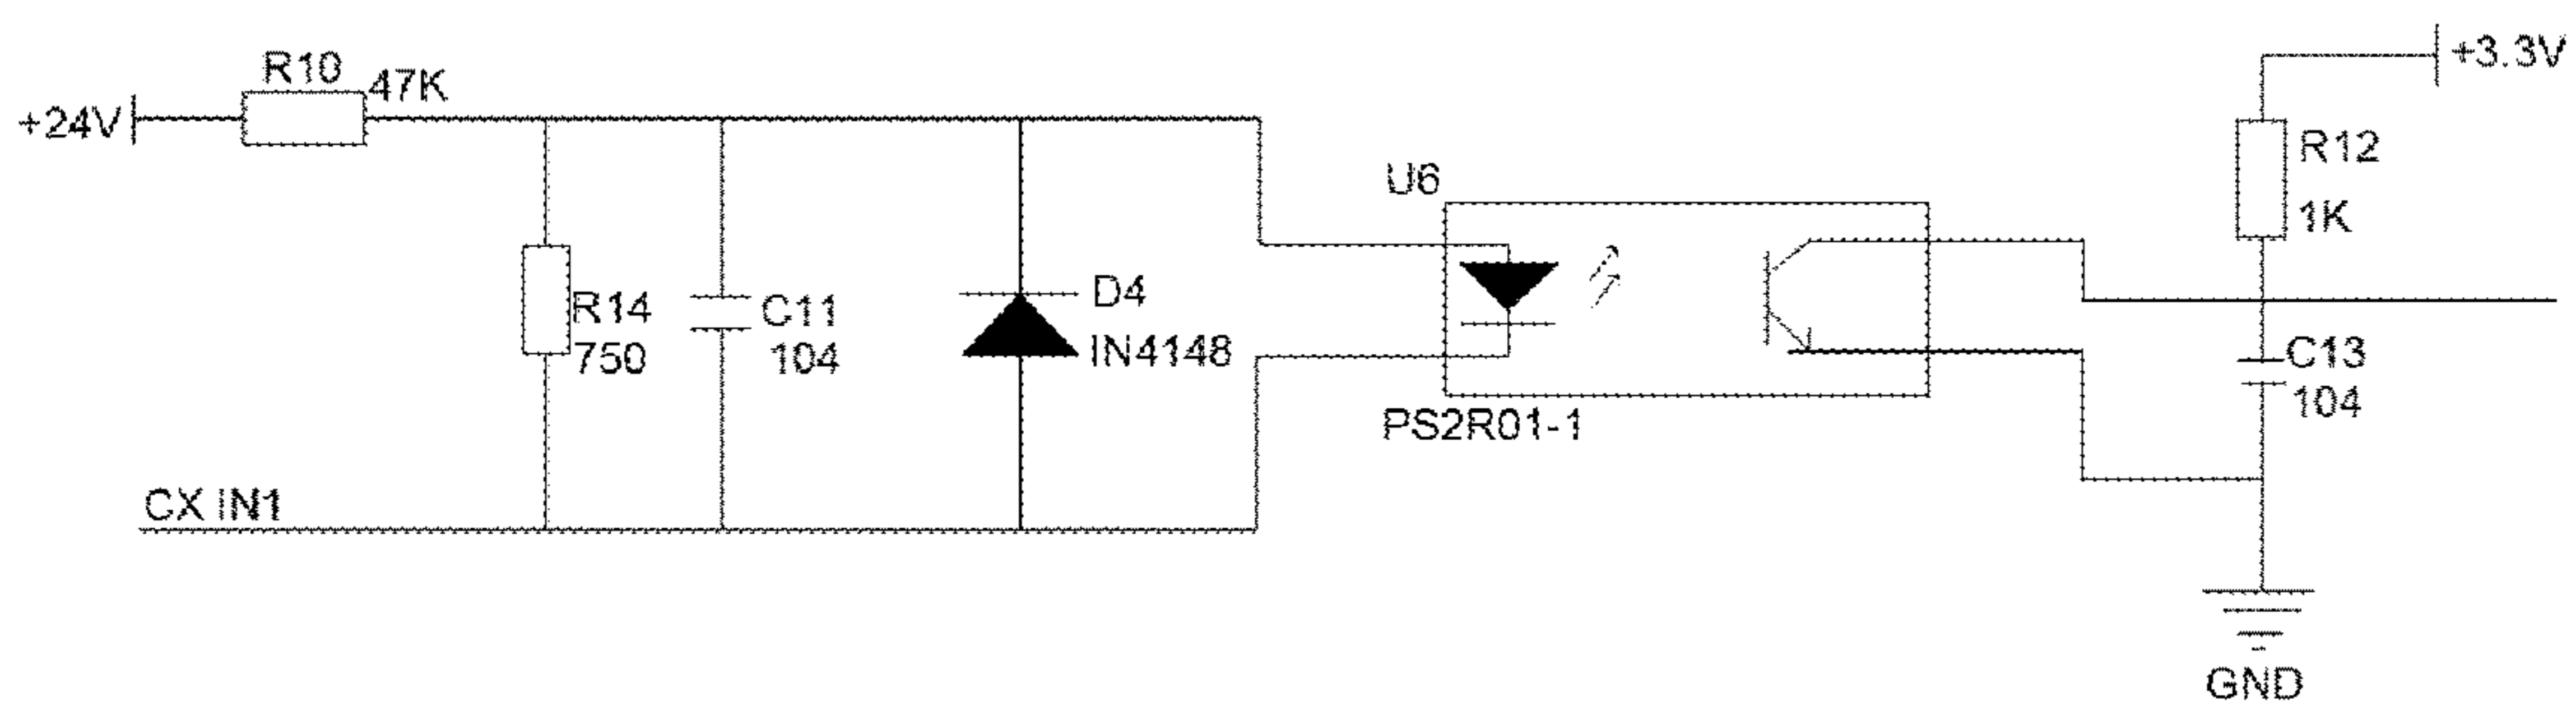 R10
47K
+24V
+3.3V
R12
1K
U6
R14
750
C11
104
D4
IN4148
PS2R01-1
C13
104
CX IN1
GND